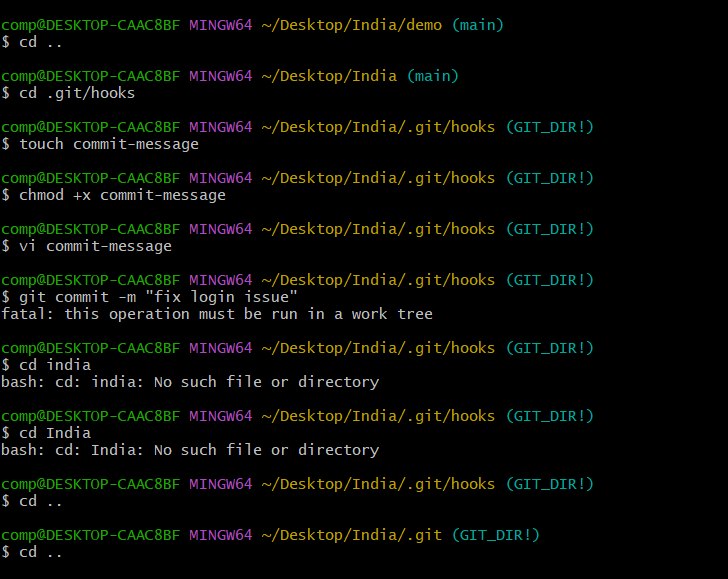 comp@DESKTOP-CAAC8BF MINGW64 ~/Desktop/India/demo (main)
$ cd ..
comp@DESKTOP-CAAC8BF MINGW64 ~/Desktop/India (main)
$ cd .git/hooks
comp@DESKTOP-CAAC8BF MINGW64 ~/Desktop/India/.git/hooks (GIT_DIR!)
$ touch commit-message
comp@DESKTOP-CAAC8BF MINGW64 ~/Desktop/India/.git/hooks (GIT_DIR!)
$ chmod +x commit-message
comp@DESKTOP-CAAC8BF MINGW64 ~/Desktop/India/.git/hooks (GIT_DIR!)
$ vi commit-message
comp@DESKTOP-CAAC8BF MINGW64 ~/Desktop/India/.git/hooks (GIT_DIR!)
$ git commit -m "fix login issue"
fatal: this operation must be run in a work tree
comp@DESKTOP-CAAC8BF MINGW64 ~/Desktop/India/.git/hooks (GIT_DIR!)
$ cd india
bash: cd: india: No such file or directory
comp@DESKTOP-CAAC8BF MINGW64 ~/Desktop/India/.git/hooks (GIT_DIR!)
$ cd India
bash: cd: India: No such file or directory
comp@DESKTOP-CAAC8BF MINGW64 ~/Desktop/India/.git/hooks (GIT_DIR!)
$ cd ..
comp@DESKTOP-CAAC8BF MINGW64 ~/Desktop/India/.git (GIT_DIR!)
$ cd ..